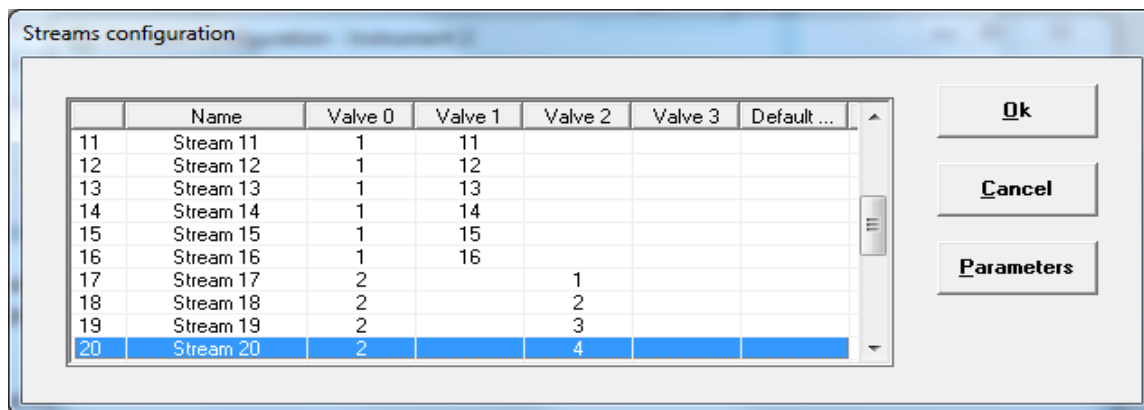 Streams configuration
Name Valve 0 Valve 1 Valve 2 Valve 3 Default ...
11 Stream 11 1 11
12 Stream 12 1 12
13 Stream 13 1 13
14 Stream 14 1 14
15 Stream 15 1 15
16 Stream 16 1 16
17 Stream 17 2 1
18 Stream 18 2 2
19 Stream 19 2 3
20 Stream 20 2 4
Ok
Cancel
Parameters